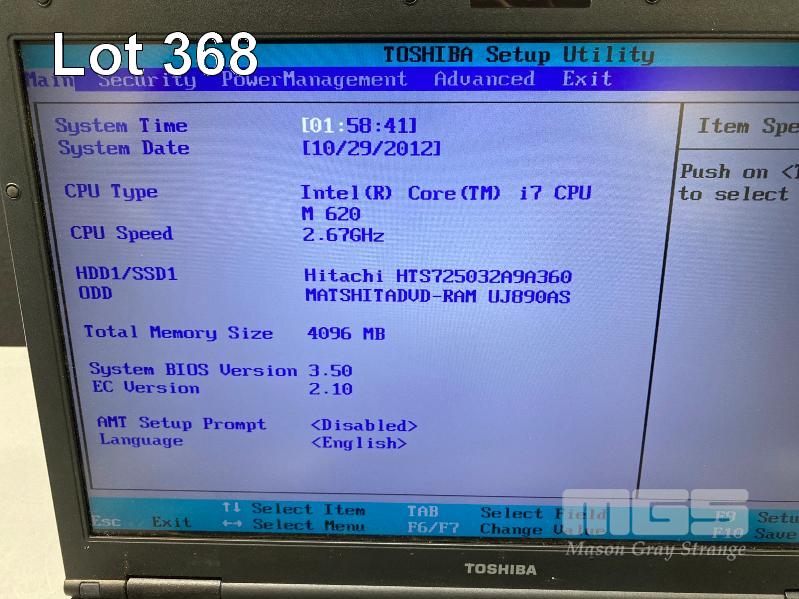 Lot 368
TOSHIBA Setup Utility
Main Security PowerManagement Advanced Exit
System Time [01:58:41]
System Date [10/29/2012]
CPU Type Intel(R) Core(TM) i7 CPU
M 620
CPU Speed 2.67GHz
HDD1/SSD1 Hitachi HTS725032A9A360
ODD MATSHITADVD-RAM UJ890AS
Total Memory Size 4096 MB
System BIOS Version 3.50
EC Version 2.10
AMT Setup Prompt <Disabled>
Language <English>
Item Spe
Push on <T
to select
↑↓ Select Item TAB Select Field F9 Setu
Esc Exit ←→ Select Menu F6/F7 Change Value F10 Save
MGS
Mason Gray Strange
TOSHIBA